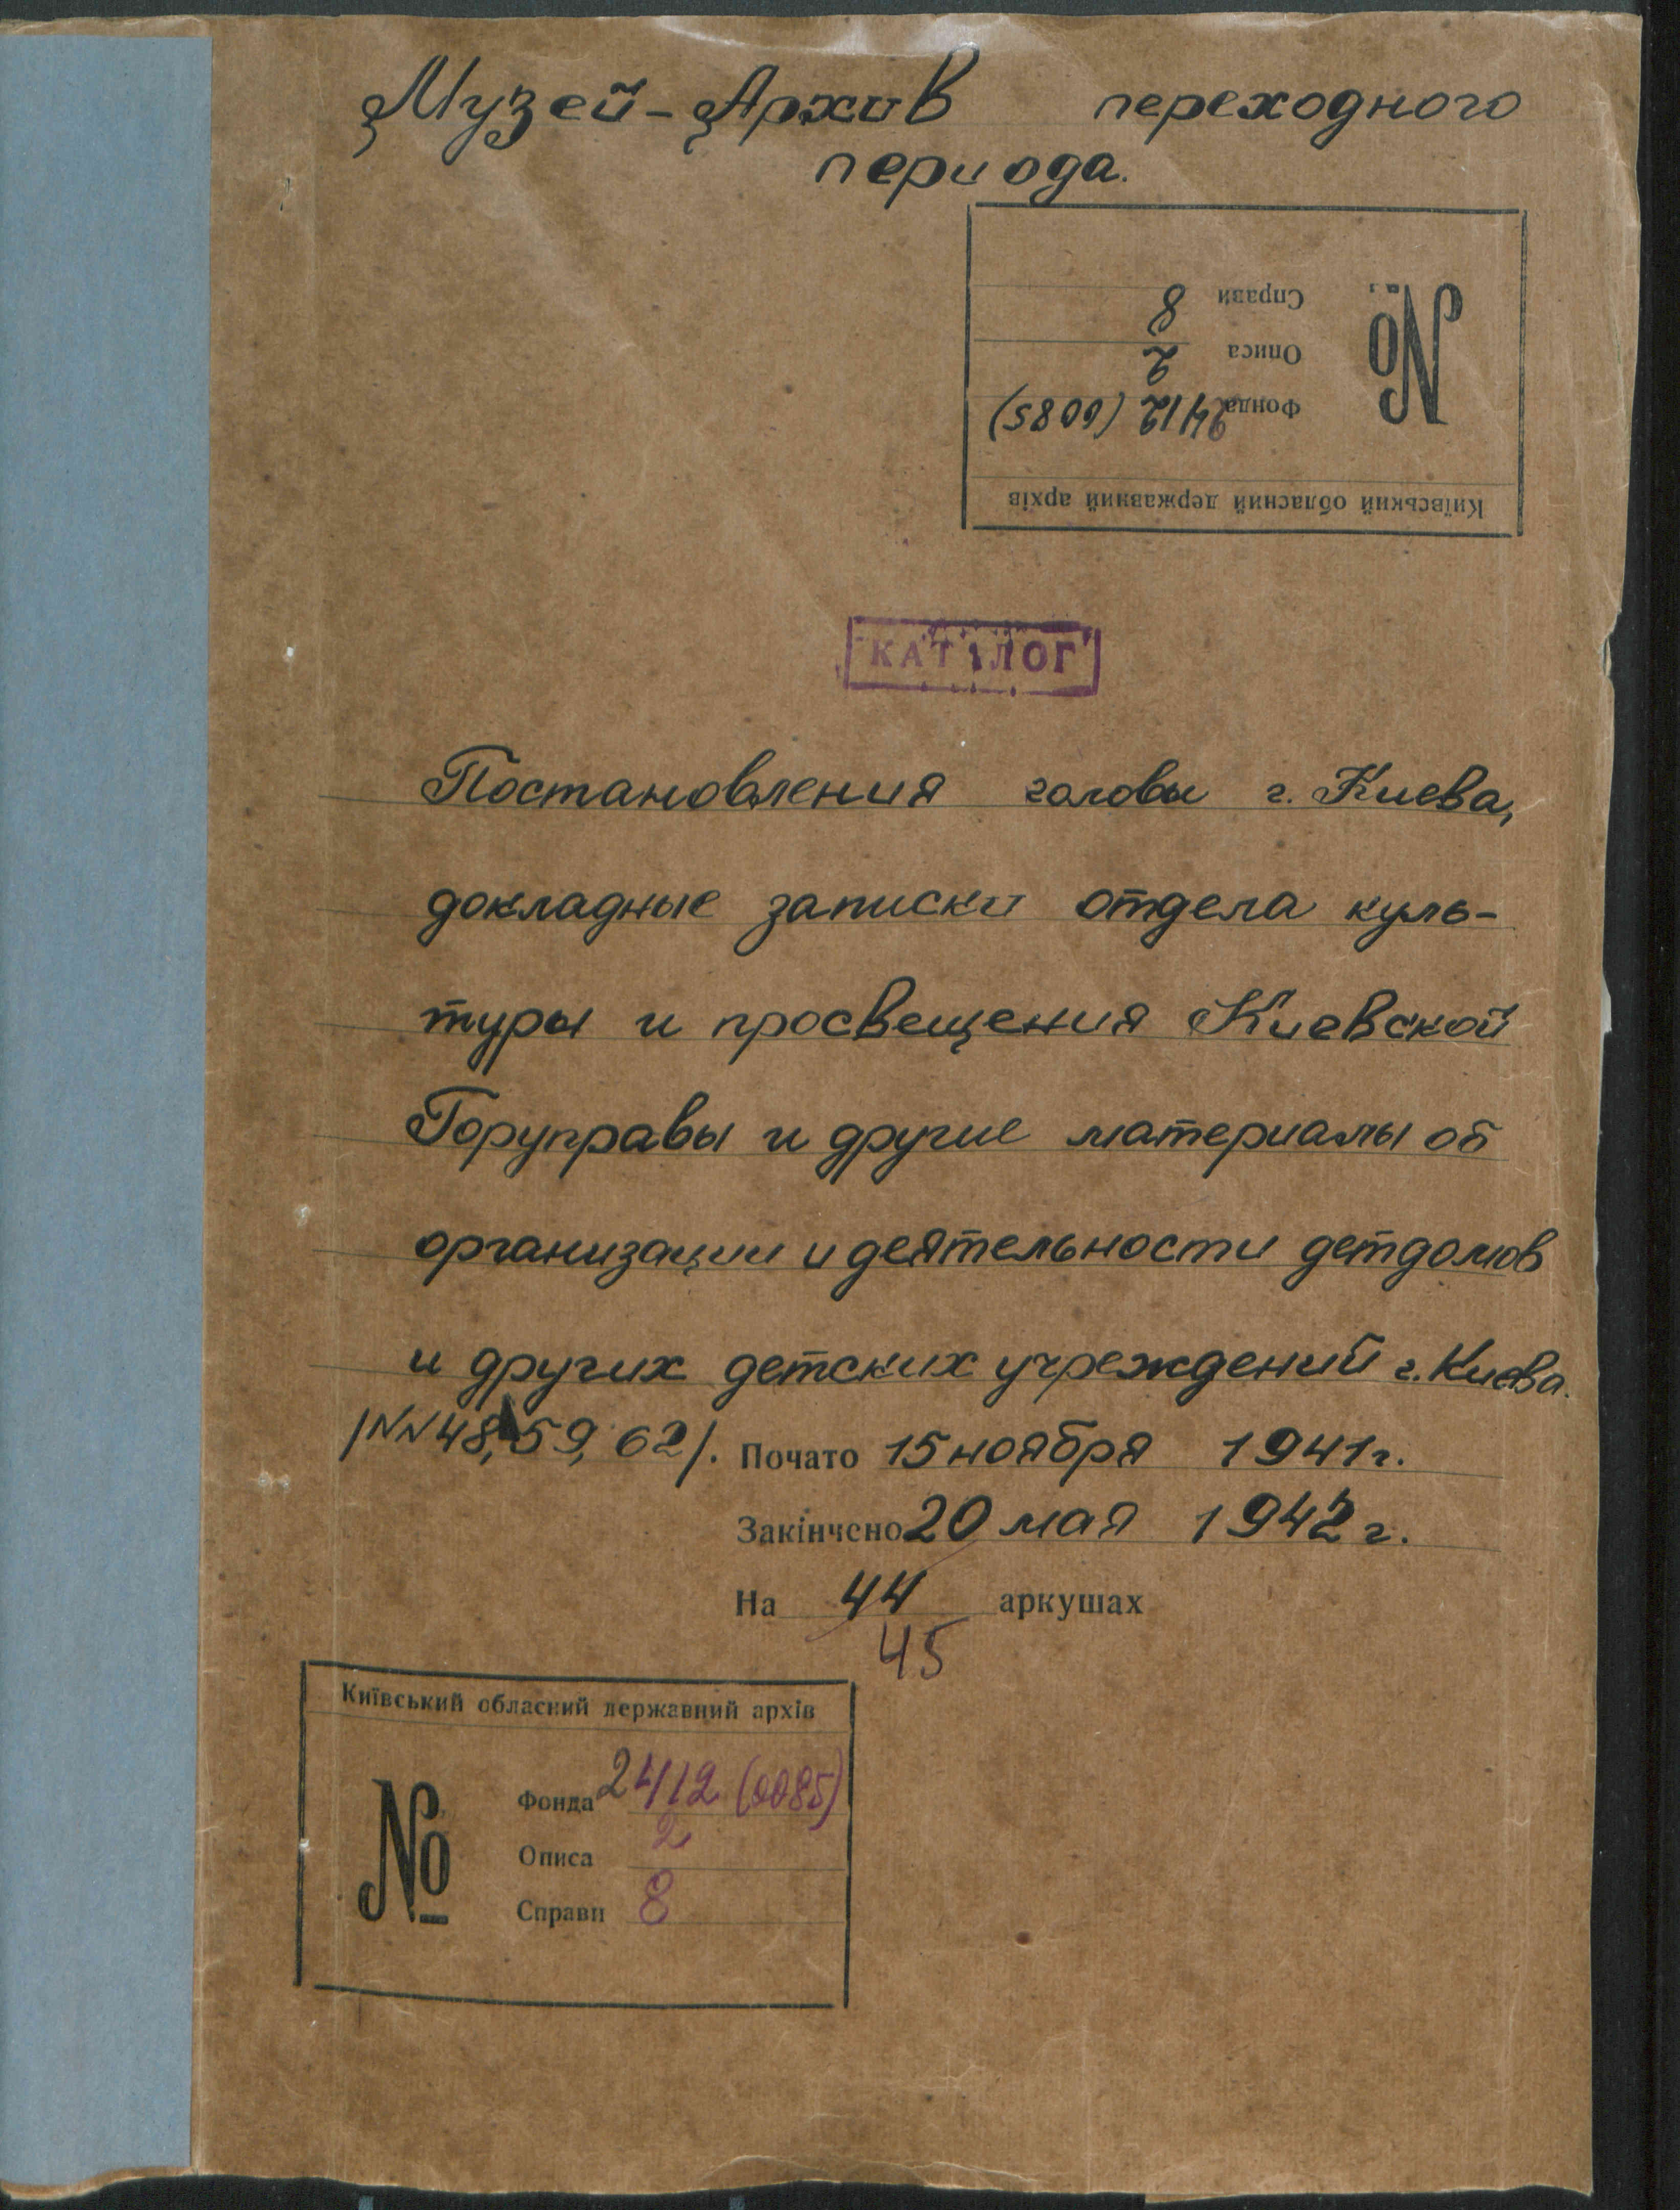 Музей-Архив переходного
периода.
Київський обласний державний архів
№
Фонда 2412 (0085)
Описа 2
Справи 8
КАТАЛОГ
Постановления головы г. Киева,
докладные записки отдела куль-
туры и просвещения Киевской
Горуправы и другие материалы об
организации и деятельности детдомов
и других детских учреждений г. Киева.
/NN 48, 59, 62/. Почато 15 ноября 1941 г.
Закінчено 20 мая 1942 г.
На 44 аркушах
45
Київський обласний державний архів
№
Фонда 2412 (0085)
Описа 2
Справи 8